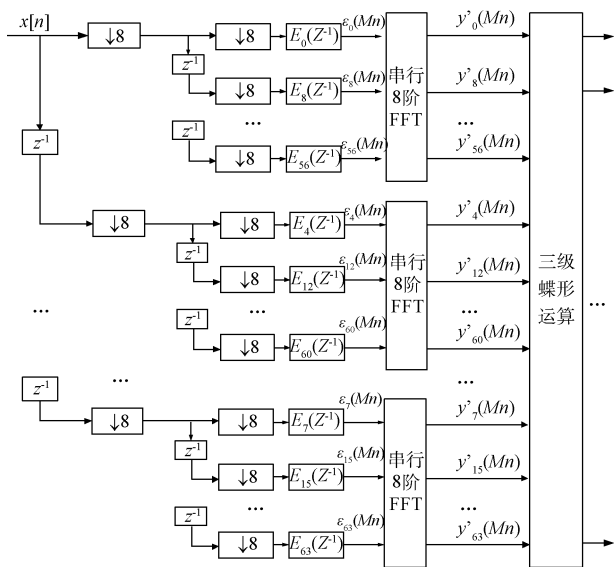 x[n]
↓8
z⁻¹
↓8
E₀(Z⁻¹)
ε₀(Mn)
y'₀(Mn)
z⁻¹
↓8
E₈(Z⁻¹)
ε₈(Mn)
y'₈(Mn)
...
...
z⁻¹
↓8
E₅₆(Z⁻¹)
ε₅₆(Mn)
y'₅₆(Mn)
串行
8阶
FFT
z⁻¹
↓8
↓8
E₄(Z⁻¹)
ε₄(Mn)
y'₄(Mn)
z⁻¹
↓8
E₁₂(Z⁻¹)
ε₁₂(Mn)
y'₁₂(Mn)
...
...
...
z⁻¹
↓8
E₆₀(Z⁻¹)
ε₆₀(Mn)
y'₆₀(Mn)
串行
8阶
FFT
三级
蝶形
运算
...
...
...
z⁻¹
↓8
↓8
E₇(Z⁻¹)
ε₇(Mn)
y'₇(Mn)
z⁻¹
↓8
E₁₅(Z⁻¹)
ε₁₅(Mn)
y'₁₅(Mn)
...
...
z⁻¹
↓8
E₆₃(Z⁻¹)
ε₆₃(Mn)
y'₆₃(Mn)
串行
8阶
FFT